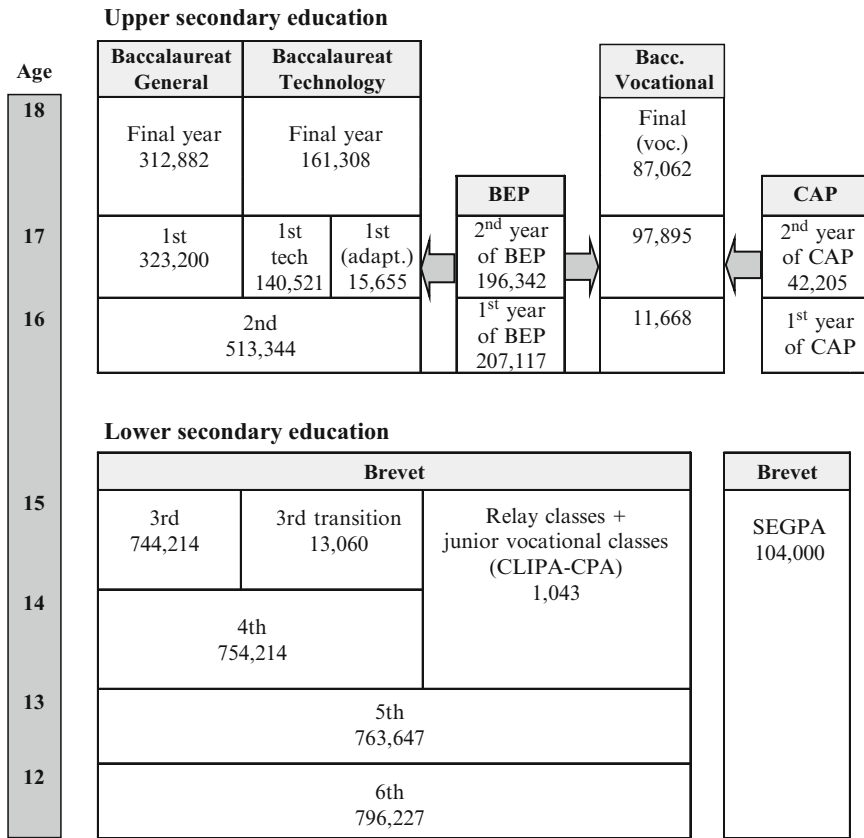 Upper secondary education
Age
Baccalaureat
General
Baccalaureat
Technology
Bacc.
Vocational
18
Final year
312,882
Final year
161,308
Final
(voc.)
87,062
BEP
CAP
17
1st
323,200
1st
tech
140,521
1st
(adapt.)
15,655
2nd year
of BEP
196,342
97,895
2nd year
of CAP
42,205
16
2nd
513,344
1st year
of BEP
207,117
11,668
1st year
of CAP
Lower secondary education
Brevet
Brevet
15
3rd
744,214
3rd transition
13,060
Relay classes +
junior vocational classes
(CLIPA-CPA)
1,043
SEGPA
104,000
14
4th
754,214
13
5th
763,647
12
6th
796,227